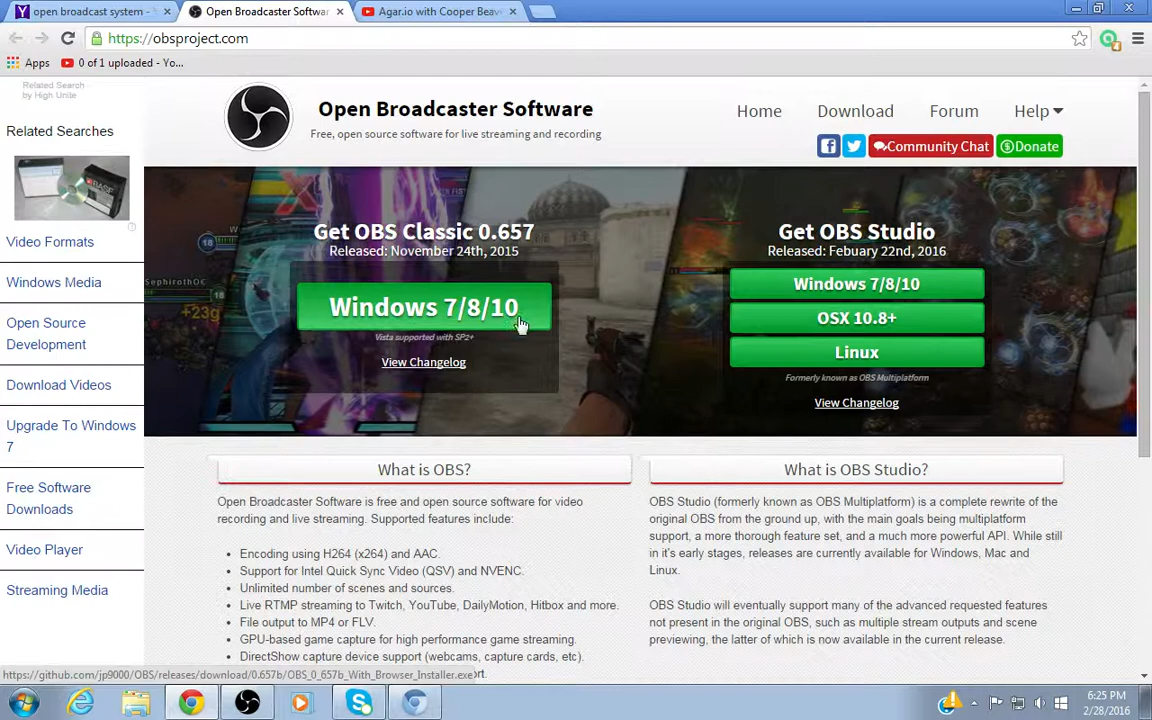 open broadcast system -
Open Broadcaster Softwar
Agar.io with Cooper Beav
https://obsproject.com
Apps
0 of 1 uploaded - Yo...
Related Search
by High Unite
Related Searches
Video Formats
Windows Media
Open Source
Development
Download Videos
Upgrade To Windows
7
Free Software
Downloads
Video Player
Streaming Media
Open Broadcaster Software
Free, open source software for live streaming and recording
Home
Download
Forum
Help
Community Chat
Donate
SephirothOC
18
18
+23g
Get OBS Classic 0.657
Released: November 24th, 2015
Windows 7/8/10
Vista supported with SP2+
View Changelog
Get OBS Studio
Released: Febuary 22nd, 2016
Windows 7/8/10
OSX 10.8+
Linux
Formerly known as OBS Multiplatform
View Changelog
What is OBS?
Open Broadcaster Software is free and open source software for video
recording and live streaming. Supported features include:
• Encoding using H264 (x264) and AAC.
• Support for Intel Quick Sync Video (QSV) and NVENC.
• Unlimited number of scenes and sources.
• Live RTMP streaming to Twitch, YouTube, DailyMotion, Hitbox and more.
• File output to MP4 or FLV.
• GPU-based game capture for high performance game streaming.
• DirectShow capture device support (webcams, capture cards, etc).
What is OBS Studio?
OBS Studio (formerly known as OBS Multiplatform) is a complete rewrite of the
original OBS from the ground up, with the main goals being multiplatform
support, a more thorough feature set, and a much more powerful API. While still
in it's early stages, releases are currently available for Windows, Mac and
Linux.
OBS Studio will eventually support many of the advanced requested features
not present in the original OBS, such as multiple stream outputs and scene
previewing, the latter of which is now available in the current release.
https://github.com/jp9000/OBS/releases/download/0.657b/OBS_0_657b_With_Browser_Installer.exe
6:25 PM
2/28/2016